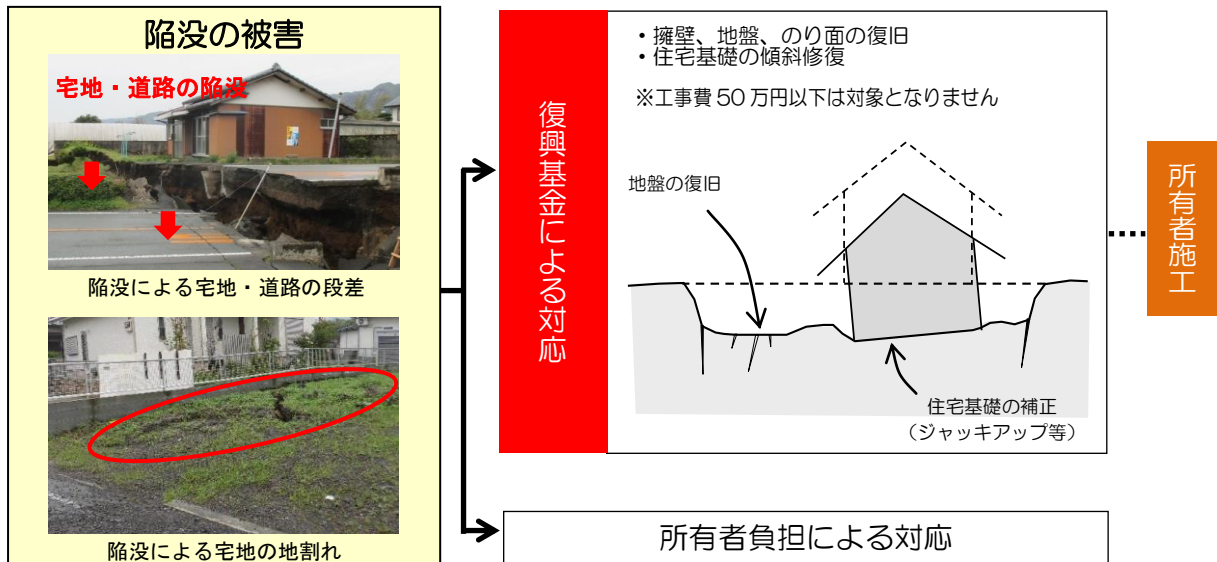 陥没の被害
宅地・道路の陥没
陥没による宅地・道路の段差
陥没による宅地の地割れ
復興基金による対応
・擁壁、地盤、のり面の復旧
・住宅基礎の傾斜修復
※工事費50万円以下は対象となりません
地盤の復旧
住宅基礎の補正
（ジャッキアップ等）
所有者施工
所有者負担による対応